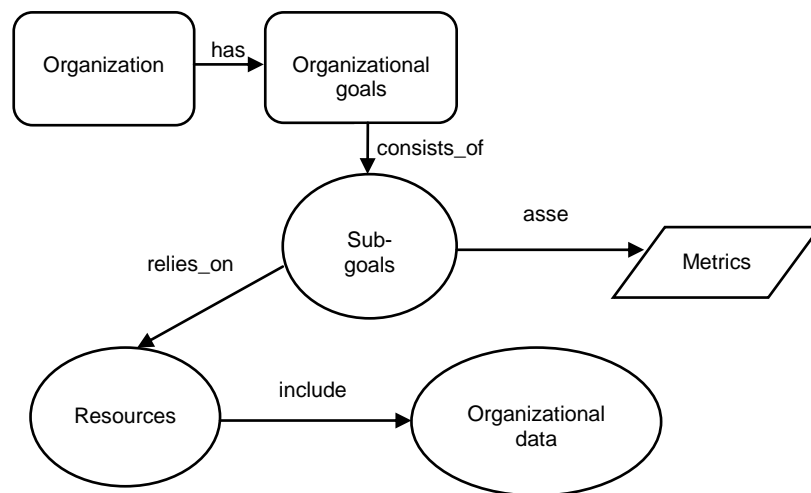 Organization
has
Organizational
goals
consists_of
Sub-
goals
asse
Metrics
relies_on
Resources
include
Organizational
data